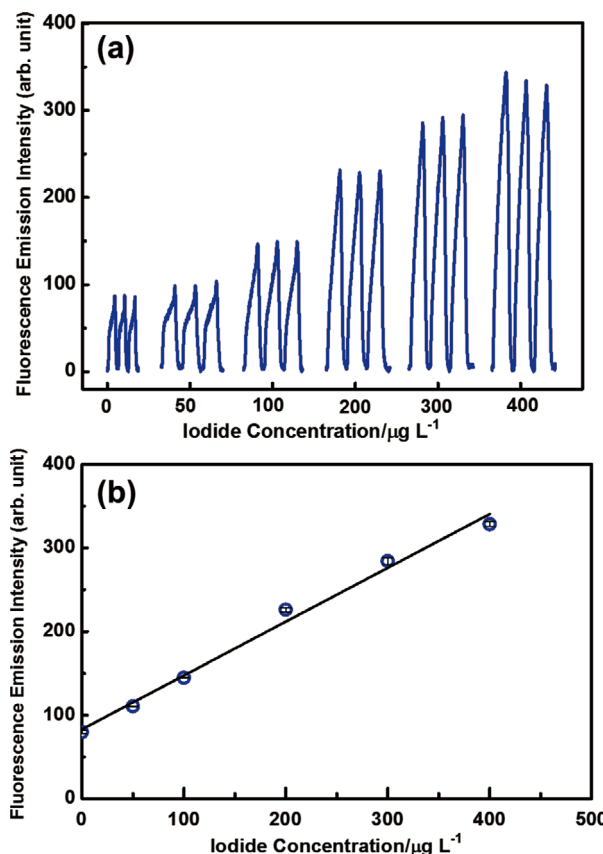 (a)
Fluorescence Emission Intensity (arb. unit)
400
300
200
100
0
0 50 100 200 300 400
Iodide Concentration/μg L⁻¹
(b)
Fluorescence Emission Intensity (arb. unit)
400
300
200
100
0
0 100 200 300 400 500
Iodide Concentration/μg L⁻¹